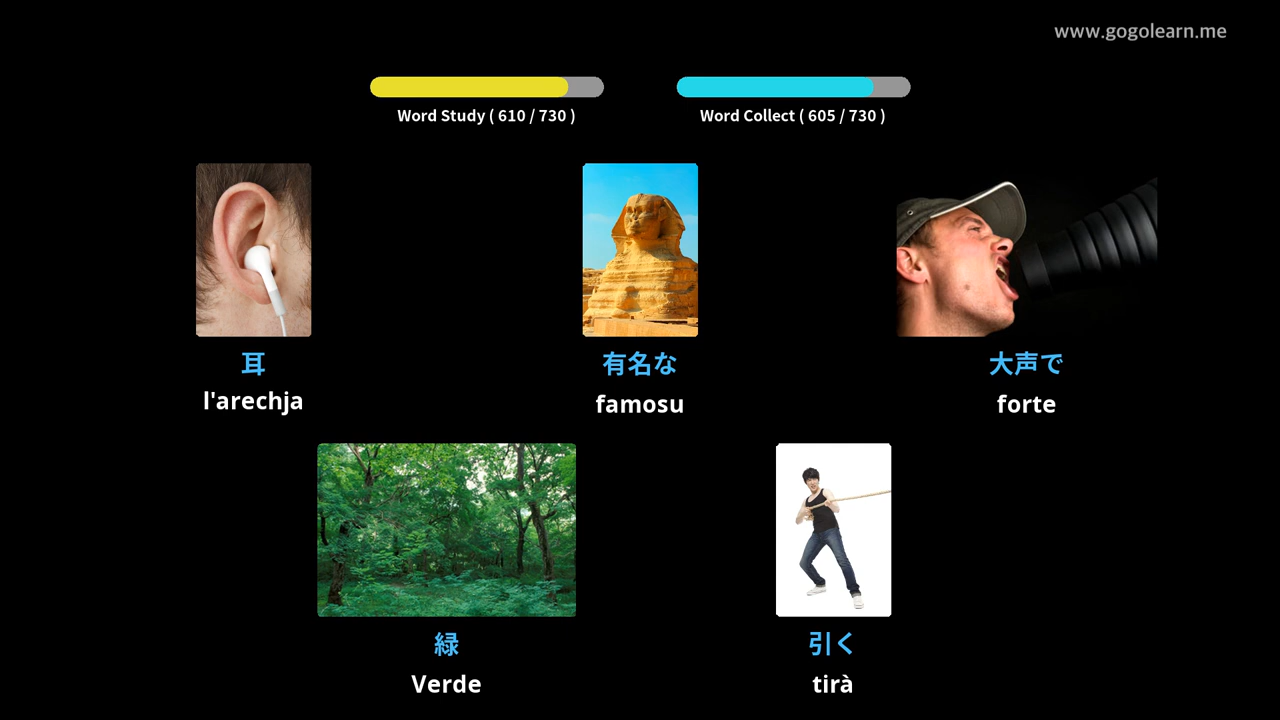 www.gogolearn.me
Word Study ( 610 / 730 )
Word Collect ( 605 / 730 )
耳
l'arechja
有名な
famosu
大声で
forte
緑
Verde
引く
tirà